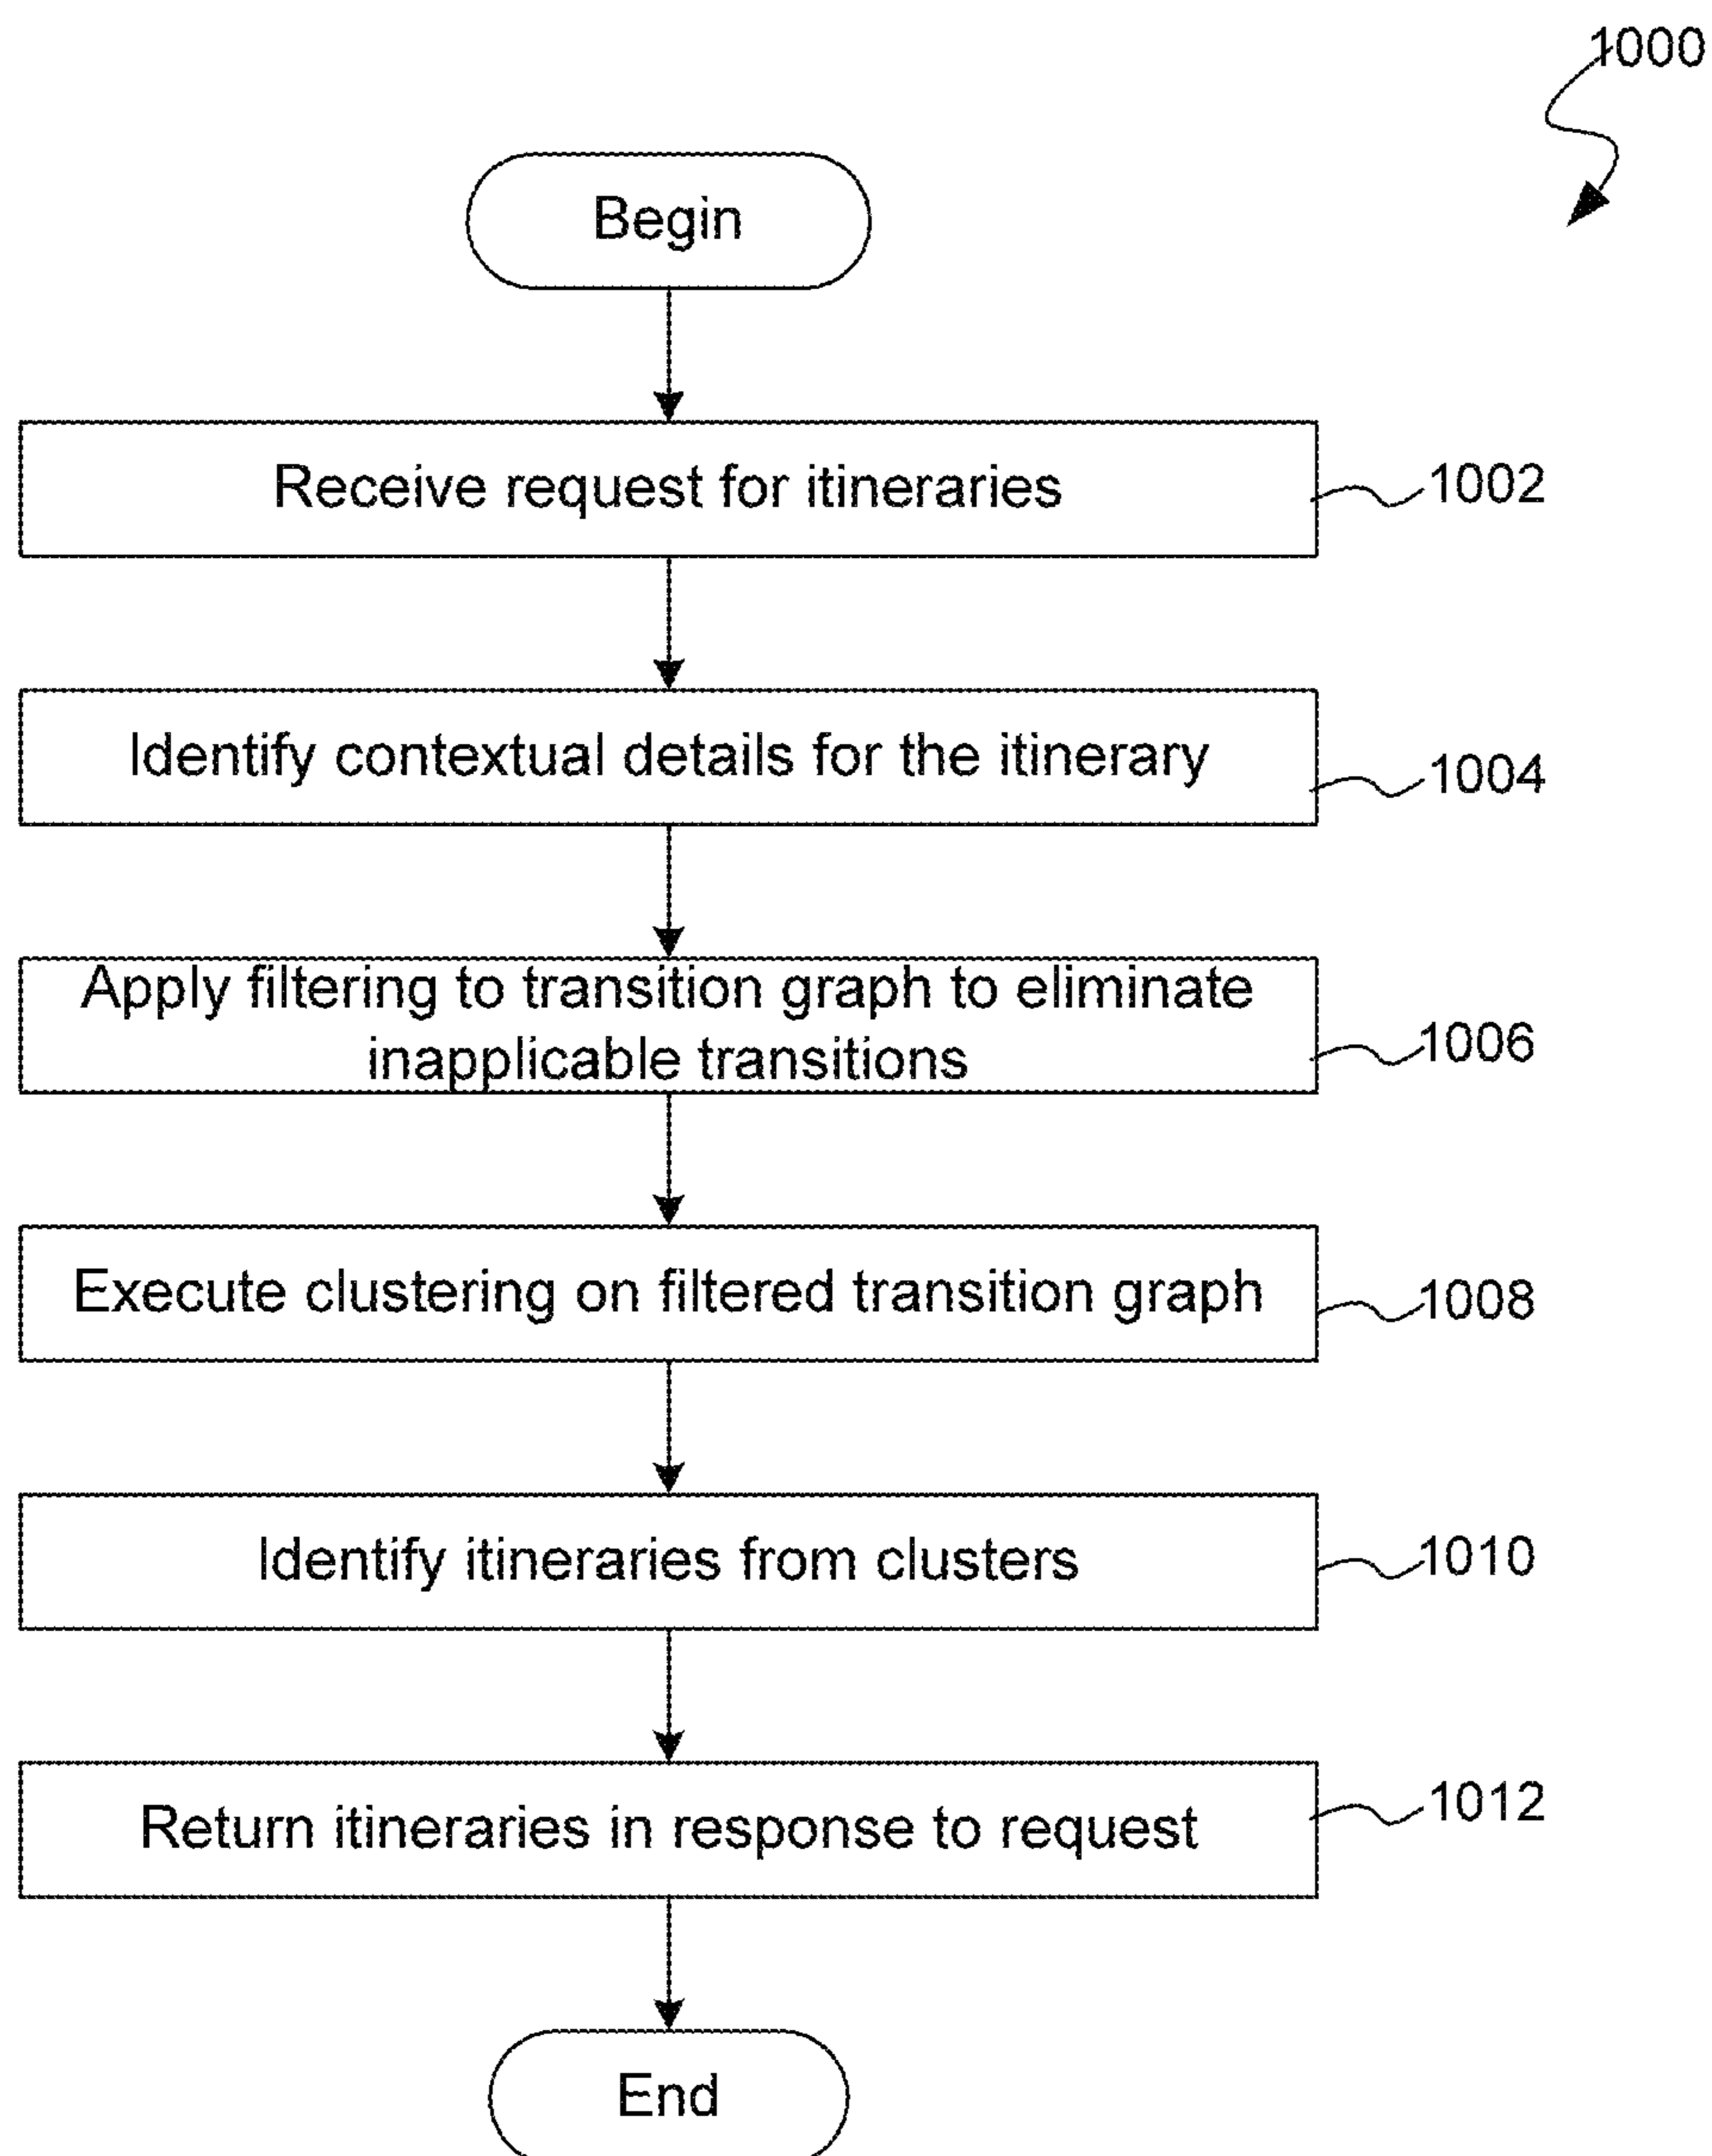 1000
Begin
Receive request for itineraries
1002
Identify contextual details for the itinerary
1004
Apply filtering to transition graph to eliminate
inapplicable transitions
1006
Execute clustering on filtered transition graph
1008
Identify itineraries from clusters
1010
Return itineraries in response to request
1012
End